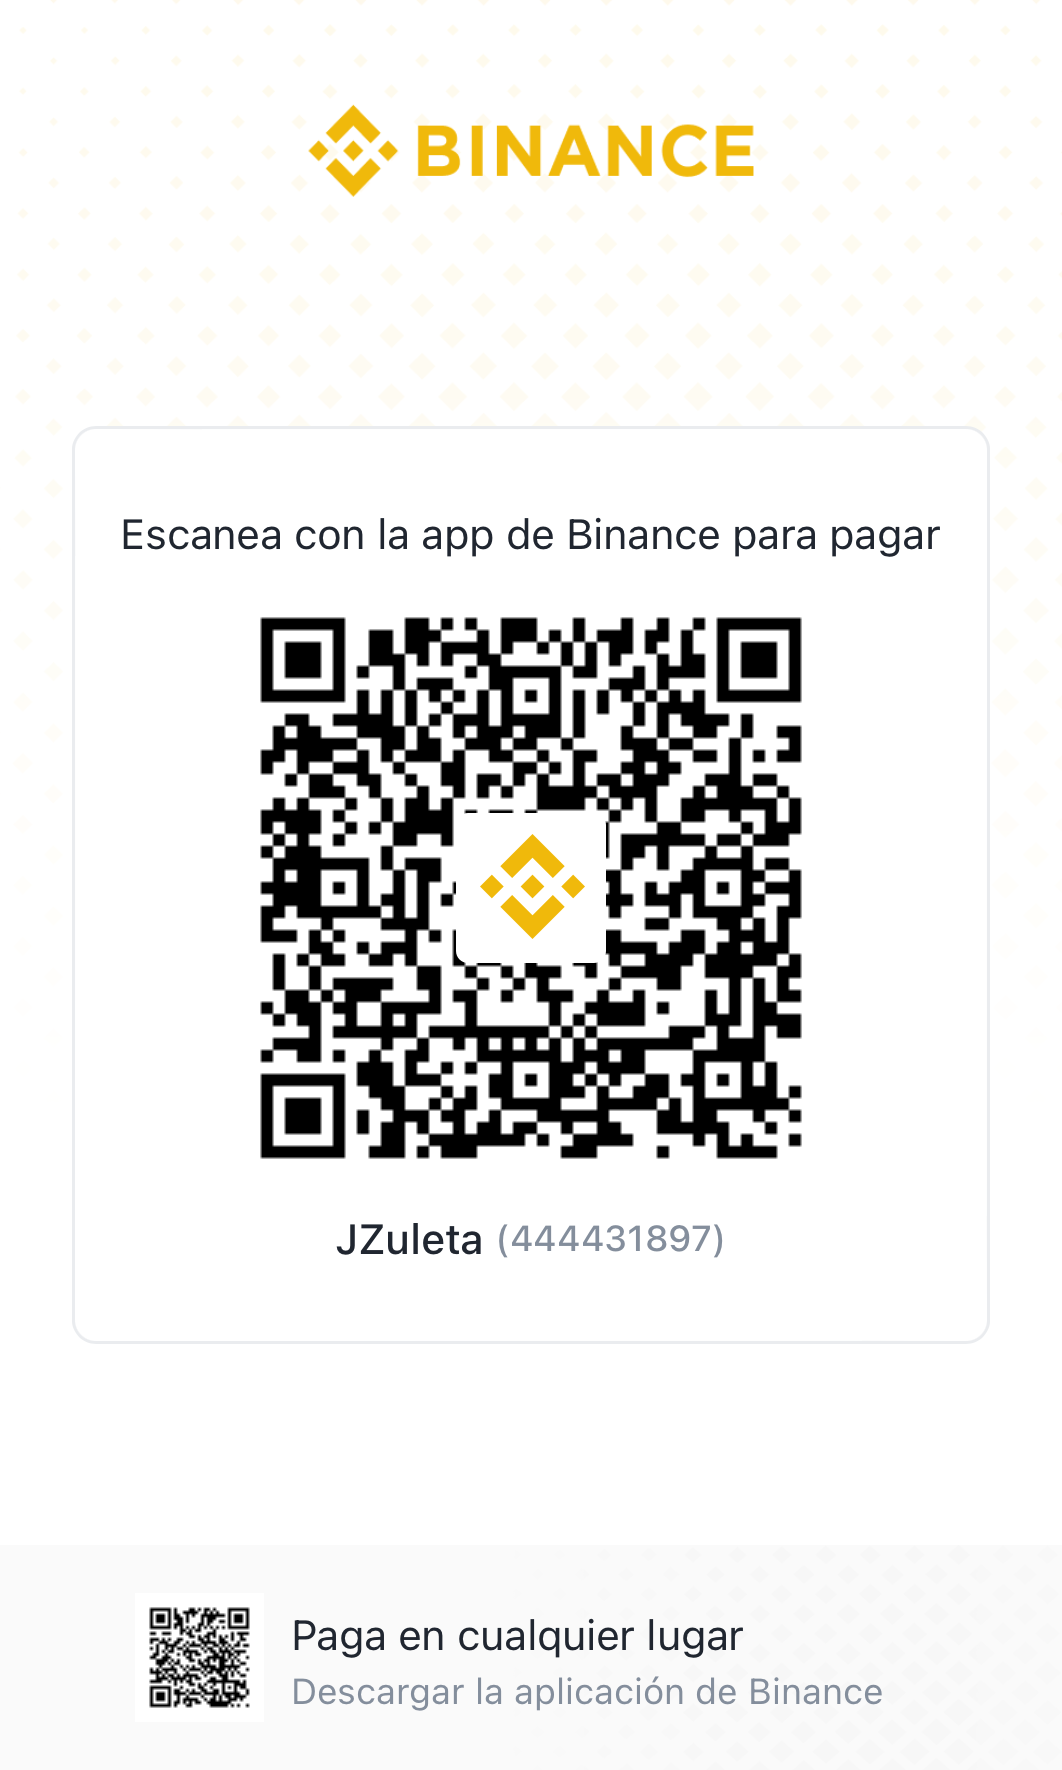 BINANCE
Escanea con la app de Binance para pagar
JZuleta (444431897)
Paga en cualquier lugar
Descargar la aplicación de Binance